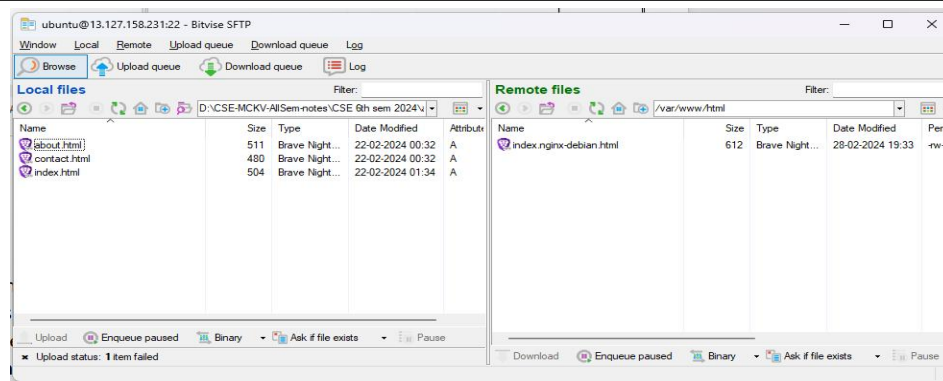 ubuntu@13.127.158.231:22 - Bitvise SFTP
Window Local Remote Upload queue Download queue Log
Browse Upload queue Download queue Log
Local files Filter:
D:\CSE-MCKV-AllSem-notes\CSE 6th sem 2024\
Name Size Type Date Modified Attribute
about.html 511 Brave Night... 22-02-2024 00:32 A
contact.html 480 Brave Night... 22-02-2024 00:32 A
index.html 504 Brave Night... 22-02-2024 01:34 A
Upload Enqueue paused Binary Ask if file exists Pause
Upload status: 1 item failed
Remote files Filter:
/var/www/html
Name Size Type Date Modified Per
index.nginx-debian.html 612 Brave Night... 28-02-2024 19:33 -rw-
Download Enqueue paused Binary Ask if file exists Pause